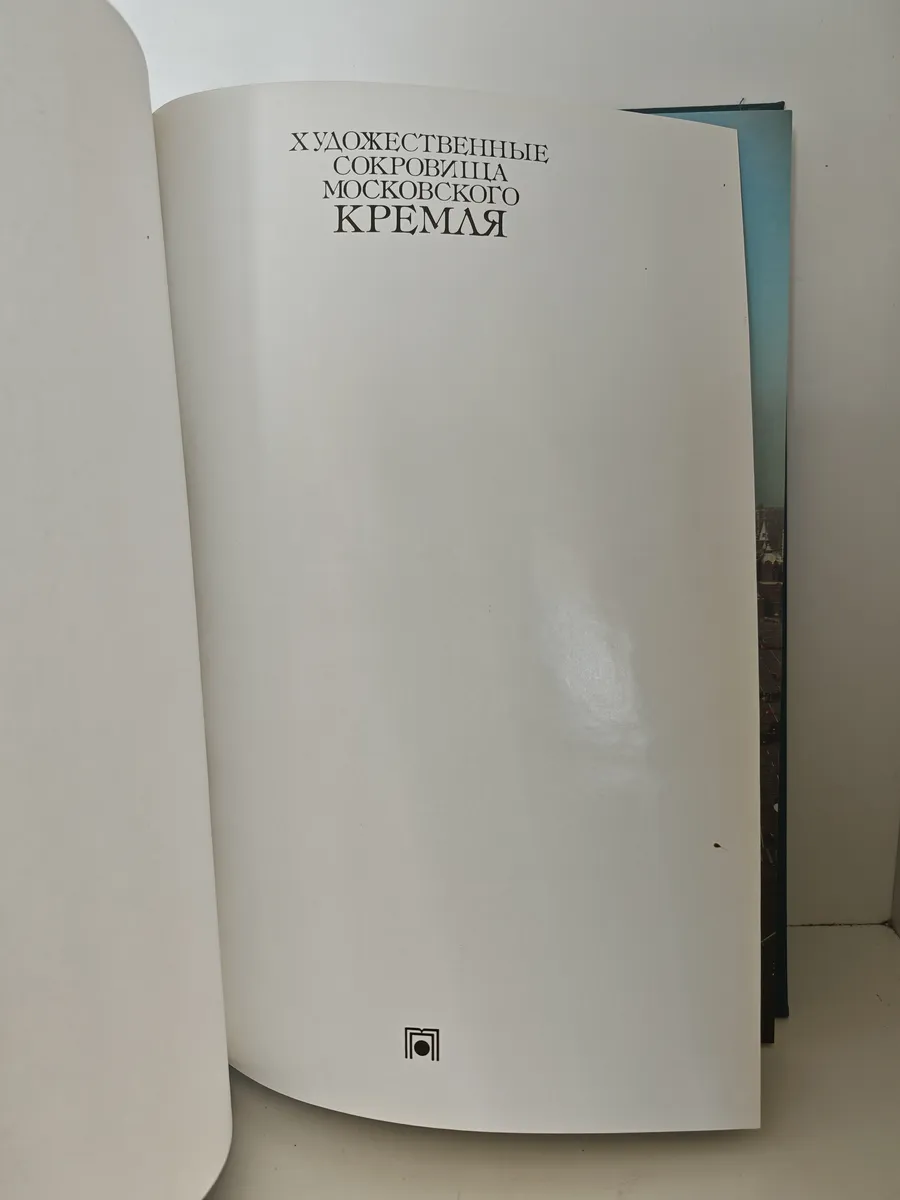 ХУДОЖЕСТВЕННЫЕ
СОКРОВИЩА
МОСКОВСКОГО
КРЕМЛЯ